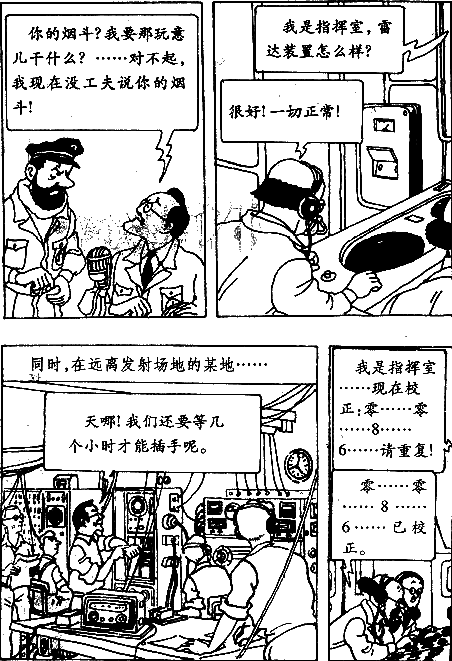 你的烟斗?我要那玩意
儿干什么? ……对不起,
我现在没工夫说你的烟
斗!
我是指挥室,雷
达装置怎么样?
很好!一切正常!
同时,在远离发射场地的某地……
天哪!我们还要等几
个小时才能插手呢。
我是指挥室
……现在校
正:零……零
……8……
6……请重复!
零……零
……8……
6……已校
正。